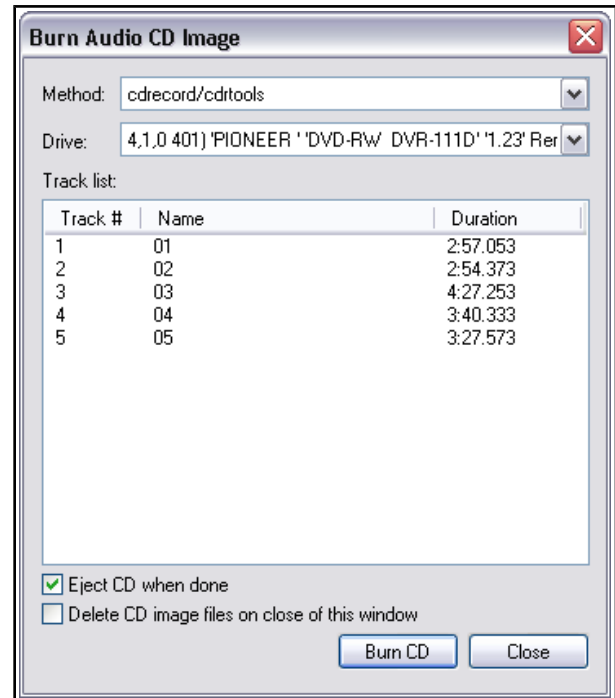 Burn Audio CD Image
Method: cdrecord/cdrtools
Drive: 4,1,0 401) 'PIONEER ' 'DVD-RW  DVR-111D' '1.23' Rer
Track list:
Track # Name Duration
1 01 2:57.053
2 02 2:54.373
3 03 4:27.253
4 04 3:40.333
5 05 3:27.573
Eject CD when done
Delete CD image files on close of this window
Burn CD Close